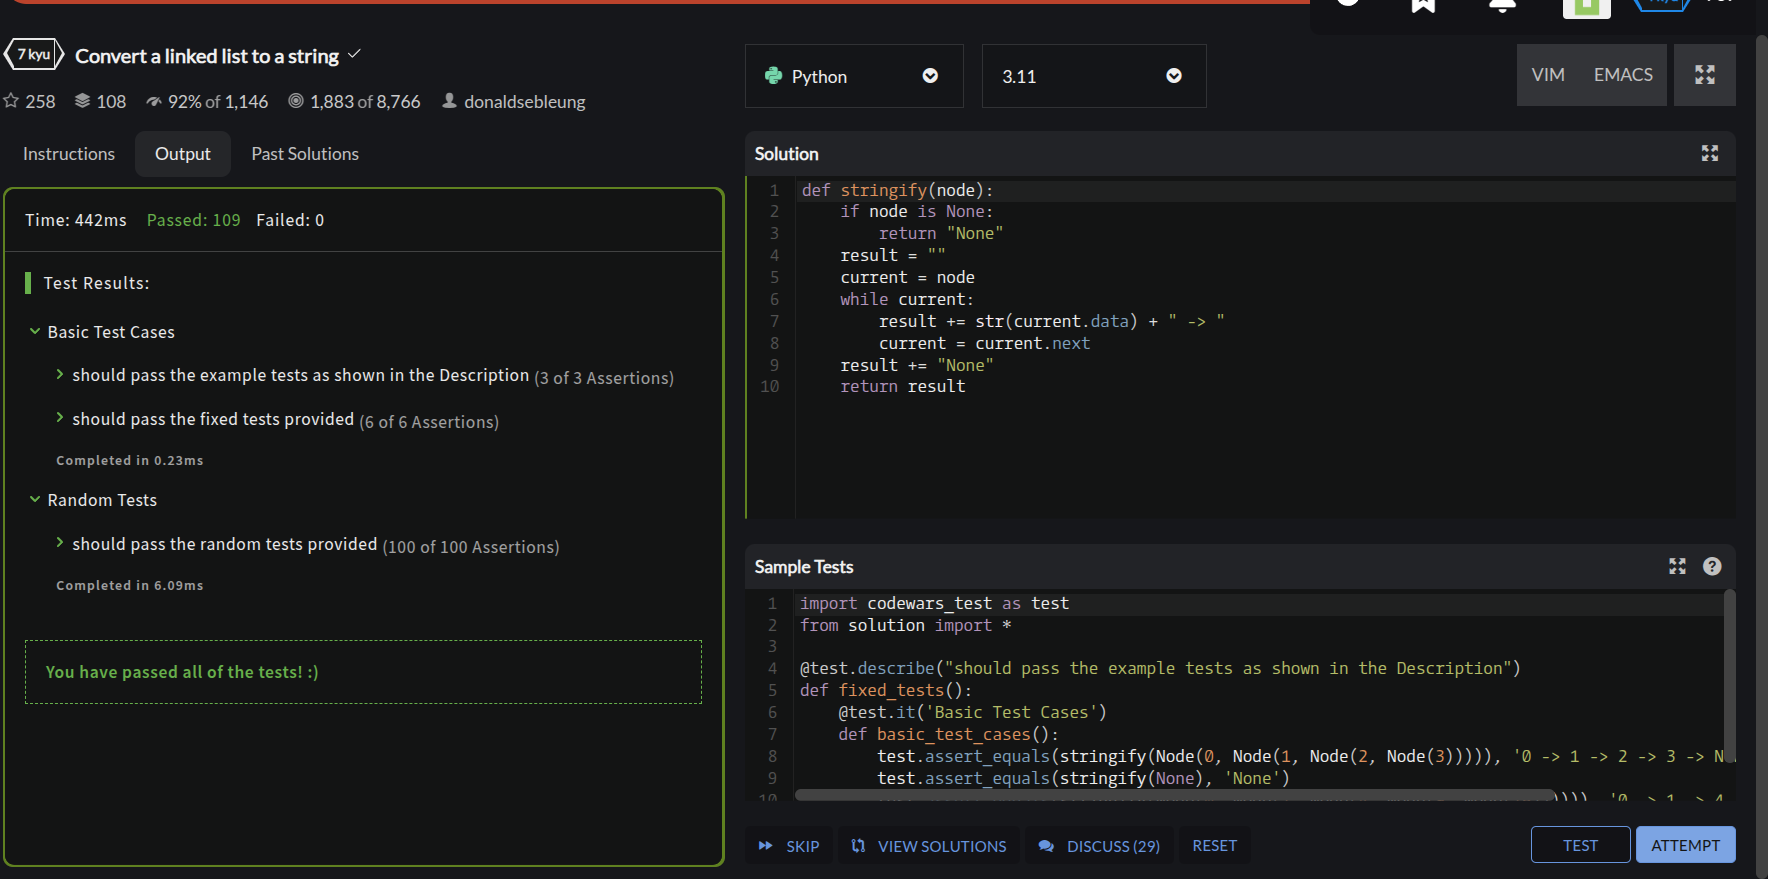 7 kyu Convert a linked list to a string
258 108 92% of 1,146 1,883 of 8,766 donaldsebleung
Instructions Output Past Solutions
Time: 442ms Passed: 109 Failed: 0
Test Results:
Basic Test Cases
should pass the example tests as shown in the Description (3 of 3 Assertions)
should pass the fixed tests provided (6 of 6 Assertions)
Completed in 0.23ms
Random Tests
should pass the random tests provided (100 of 100 Assertions)
Completed in 6.09ms
You have passed all of the tests! :)
Python 3.11 VIM EMACS
Solution
1 def stringify(node):
2     if node is None:
3         return "None"
4     result = ""
5     current = node
6     while current:
7         result += str(current.data) + " -> "
8         current = current.next
9     result += "None"
10     return result
Sample Tests
1 import codewars_test as test
2 from solution import *
3
4 @test.describe("should pass the example tests as shown in the Description")
5 def fixed_tests():
6     @test.it('Basic Test Cases')
7     def basic_test_cases():
8         test.assert_equals(stringify(Node(0, Node(1, Node(2, Node(3))))), '0 -> 1 -> 2 -> 3 -> N
9         test.assert_equals(stringify(None), 'None')
10
SKIP VIEW SOLUTIONS DISCUSS (29) RESET TEST ATTEMPT